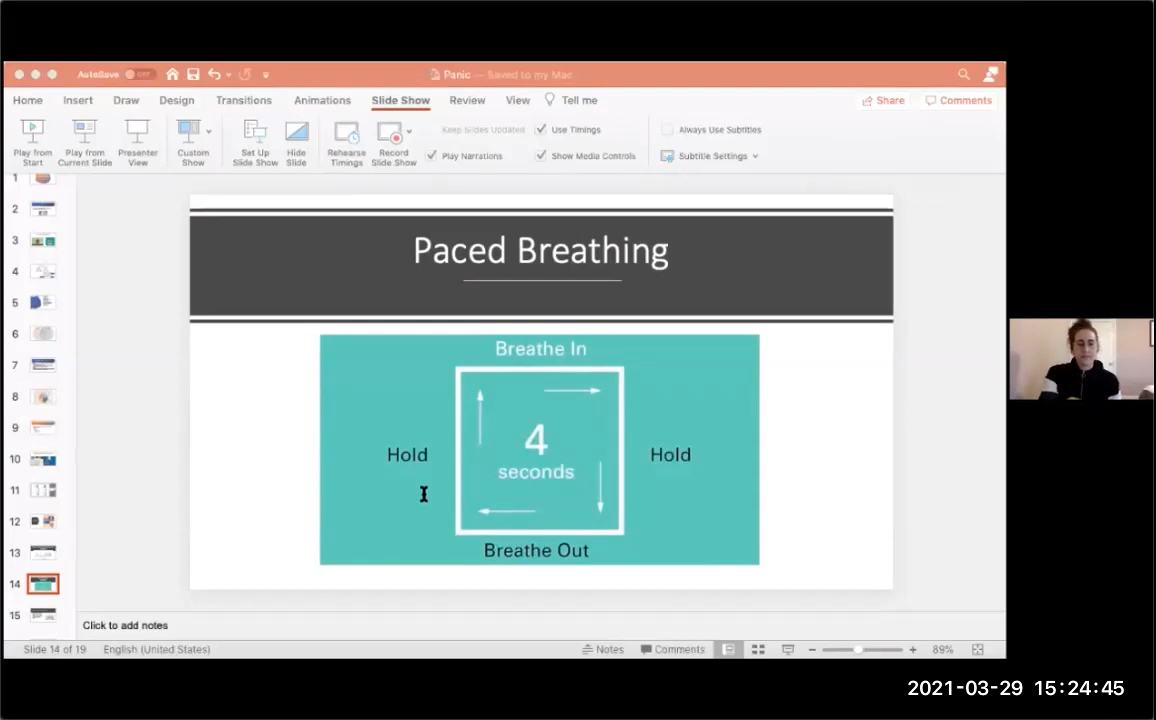 AutoSave OFF
Panic — Saved to my Mac
Home Insert Draw Design Transitions Animations Slide Show Review View Tell me Share Comments
Play from Start
Play from Current Slide
Presenter View
Custom Show
Set Up Slide Show
Hide Slide
Rehearse Timings
Record Slide Show
Keep Slides Updated
Use Timings
Play Narrations
Show Media Controls
Always Use Subtitles
Subtitle Settings
1
2
3
4
5
6
7
8
9
10
11
12
13
14
15
Paced Breathing
Breathe In
4
seconds
Hold
Hold
Breathe Out
Click to add notes
Slide 14 of 19 English (United States) Notes Comments 89%
2021-03-29 15:24:45